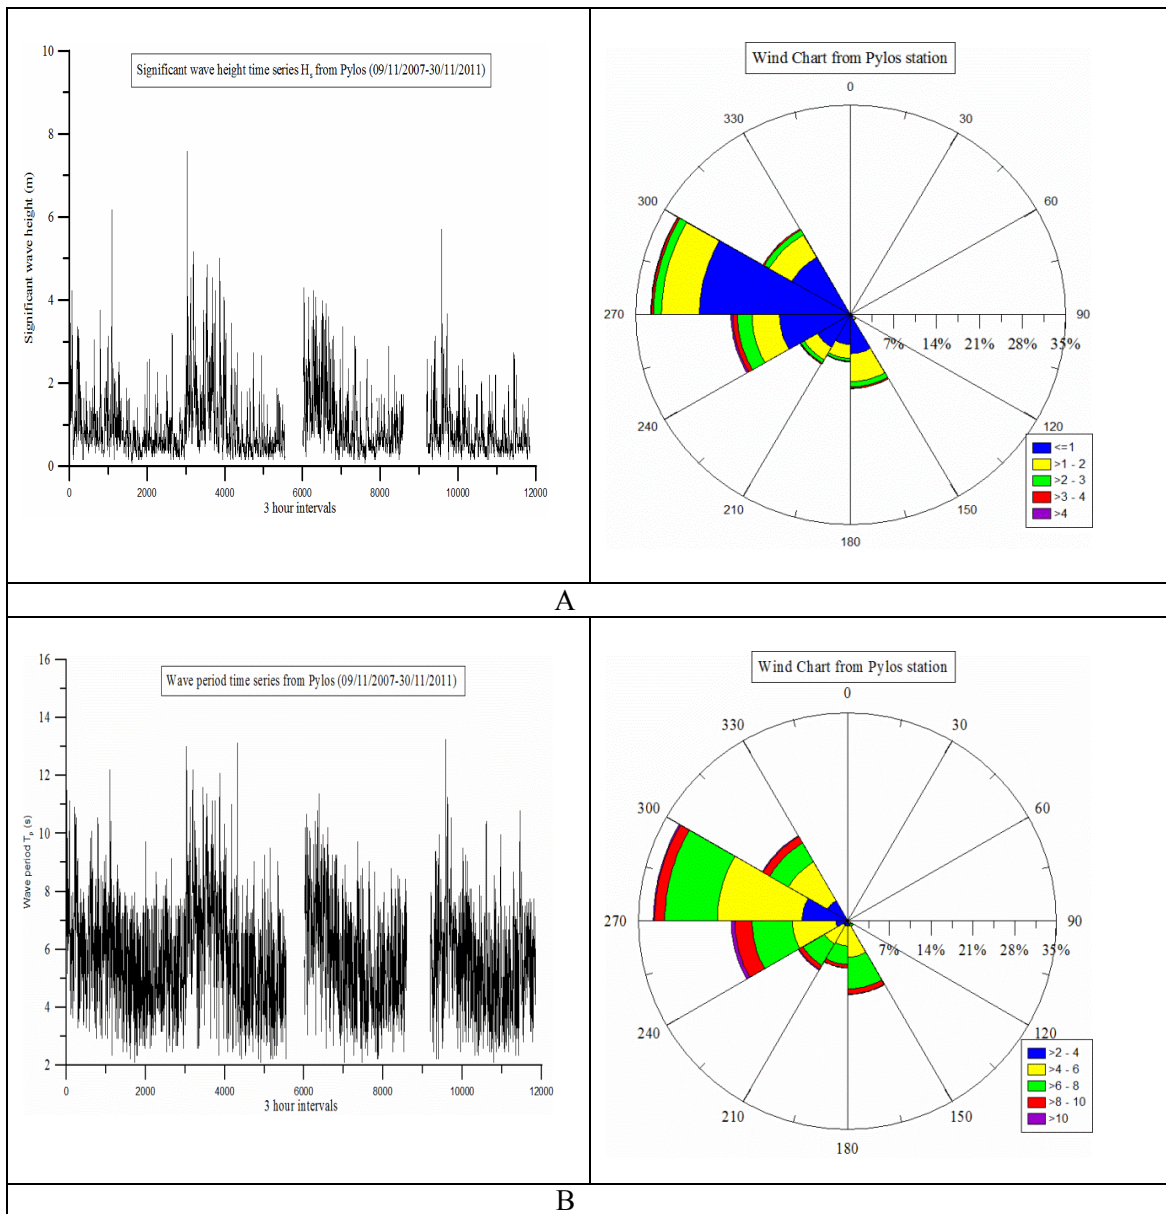 Significant wave height time series Hs from Pylos (09/11/2007-30/11/2011)
Significant wave height (m)
10
8
6
4
2
0
0 2000 4000 6000 8000 10000 12000
3 hour intervals
Wind Chart from Pylos station
0
30
60
90
120
150
180
210
240
270
300
330
7% 14% 21% 28% 35%
<=1
>1 - 2
>2 - 3
>3 - 4
>4
A
Wave period time series from Pylos (09/11/2007-30/11/2011)
Wave period Tp (s)
16
14
12
10
8
6
4
2
0 2000 4000 6000 8000 10000 12000
3 hour intervals
Wind Chart from Pylos station
0
30
60
90
120
150
180
210
240
270
300
330
7% 14% 21% 28% 35%
>2 - 4
>4 - 6
>6 - 8
>8 - 10
>10
B